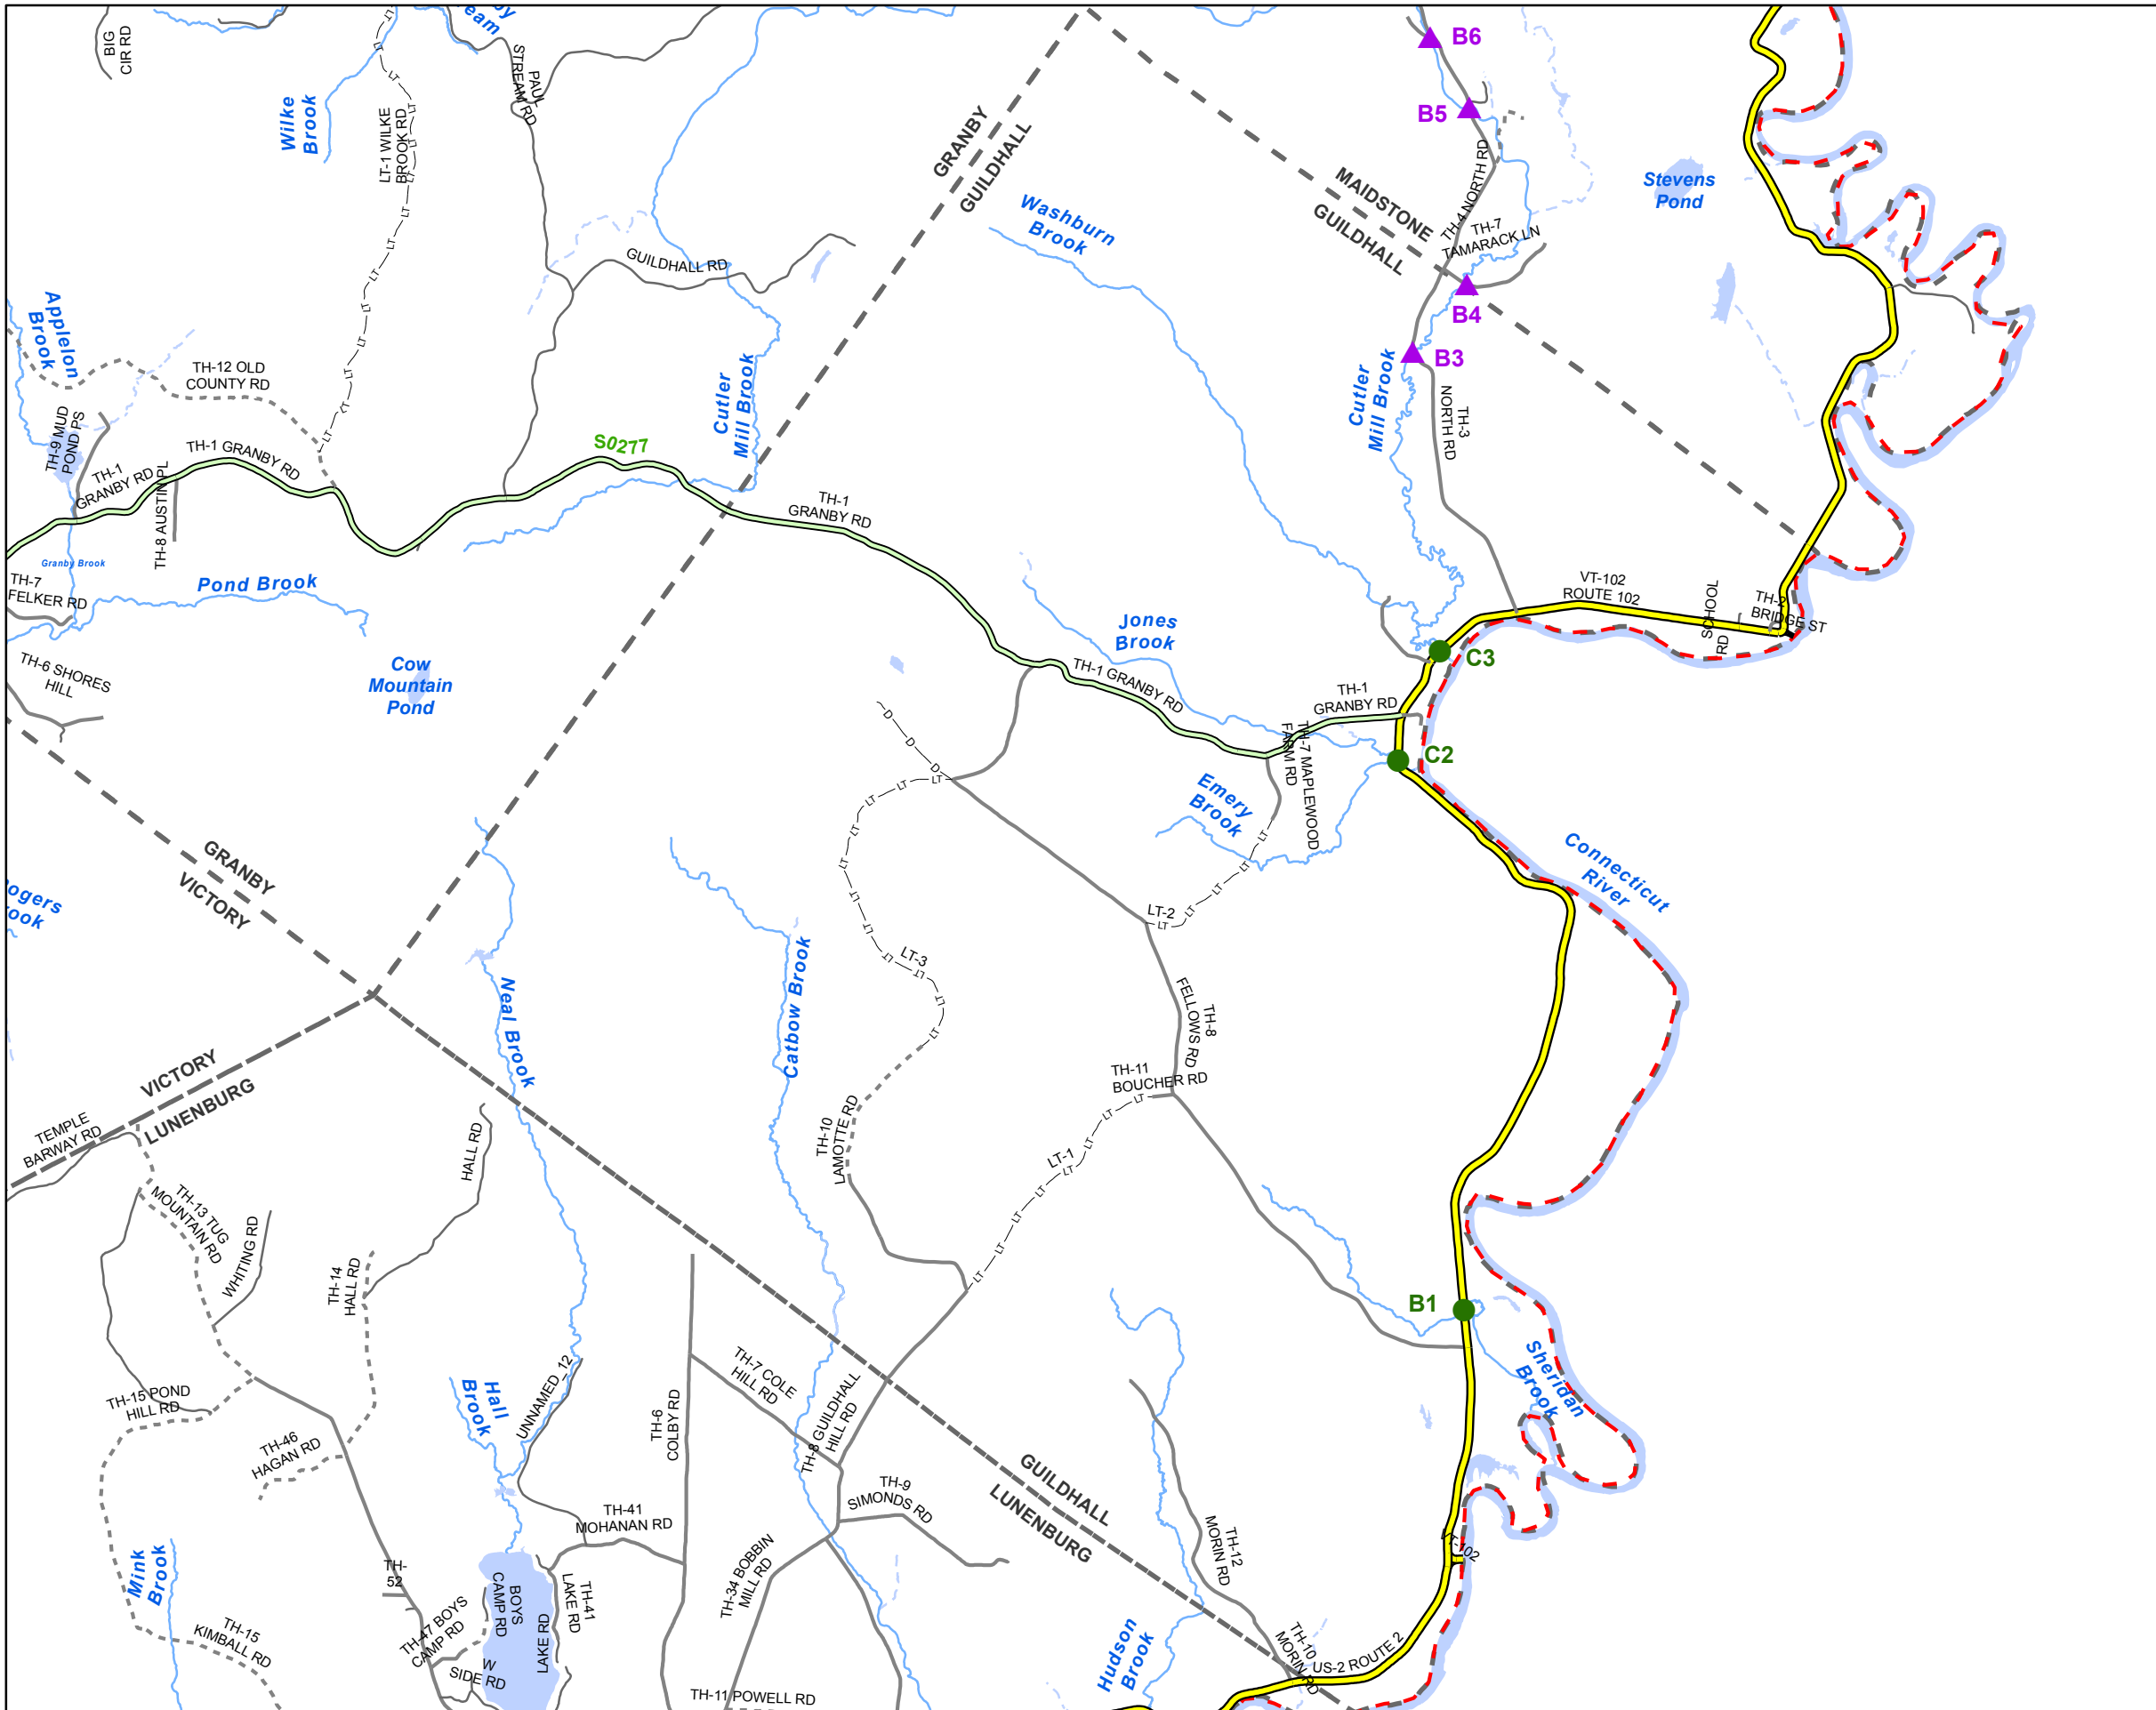 BIG
CIR RD
Wilke
Brook
LT-1 WILKE
BROOK RD
PAUL
STREAM RD
GRANBY
GUILDHALL
Washburn
Brook
MAIDSTONE
GUILDHALL
B6
B5
TH-4 NORTH RD
TH-7
TAMARACK LN
B4
B3
Stevens
Pond
GUILDHALL RD
Applelon
Brook
TH-12 OLD
COUNTY RD
TH-9 MUD
POND PS
TH-1
GRANBY RD
TH-1 GRANBY RD
TH-8 AUSTIN PL
S0277
Cutler
Mill Brook
Cutler
Mill Brook
TH-3
NORTH RD
TH-1
GRANBY RD
Granby Brook
TH-7
FELKER RD
Pond Brook
TH-6 SHORES
HILL
Cow
Mountain
Pond
Jones
Brook
TH-1 GRANBY RD
TH-1
GRANBY RD
VT-102
ROUTE 102
SCHOOL
RD
TH-2
BRIDGE ST
C3
C2
TH-7 MAPLEWOOD
FARM RD
Emery
Brook
Connecticut
River
GRANBY
VICTORY
LT-2
LT-3
Neal Brook
Catbow Brook
TH-8
FELLOWS RD
TH-11
BOUCHER RD
VICTORY
LUNENBURG
TEMPLE
BARWAY RD
HALL RD
TH-10
LAMOTTE RD
LT-1
TH-13 TUG
MOUNTAIN RD
WHITING RD
TH-14
HALL RD
B1
Sheridan
Brook
TH-15 POND
HILL RD
TH-46
HAGAN RD
Hall
Brook
UNNAMED_12
TH-6
COLBY RD
TH-7 COLE
HILL RD
TH-8 GUILDHALL
HILL RD
TH-9
SIMONDS RD
GUILDHALL
LUNENBURG
TH-41
MOHANAN RD
TH-12
MORIN RD
VT-102
Mink
Brook
TH-
52
BOYS
CAMP RD
TH-41
LAKE RD
LAKE RD
TH-34 BOBBIN
MILL RD
TH-47 BOYS
CAMP RD
W
SIDE RD
TH-15
KIMBALL RD
TH-11 POWELL RD
Hudson
Brook
TH-10
MORIN RD
US-2 ROUTE 2